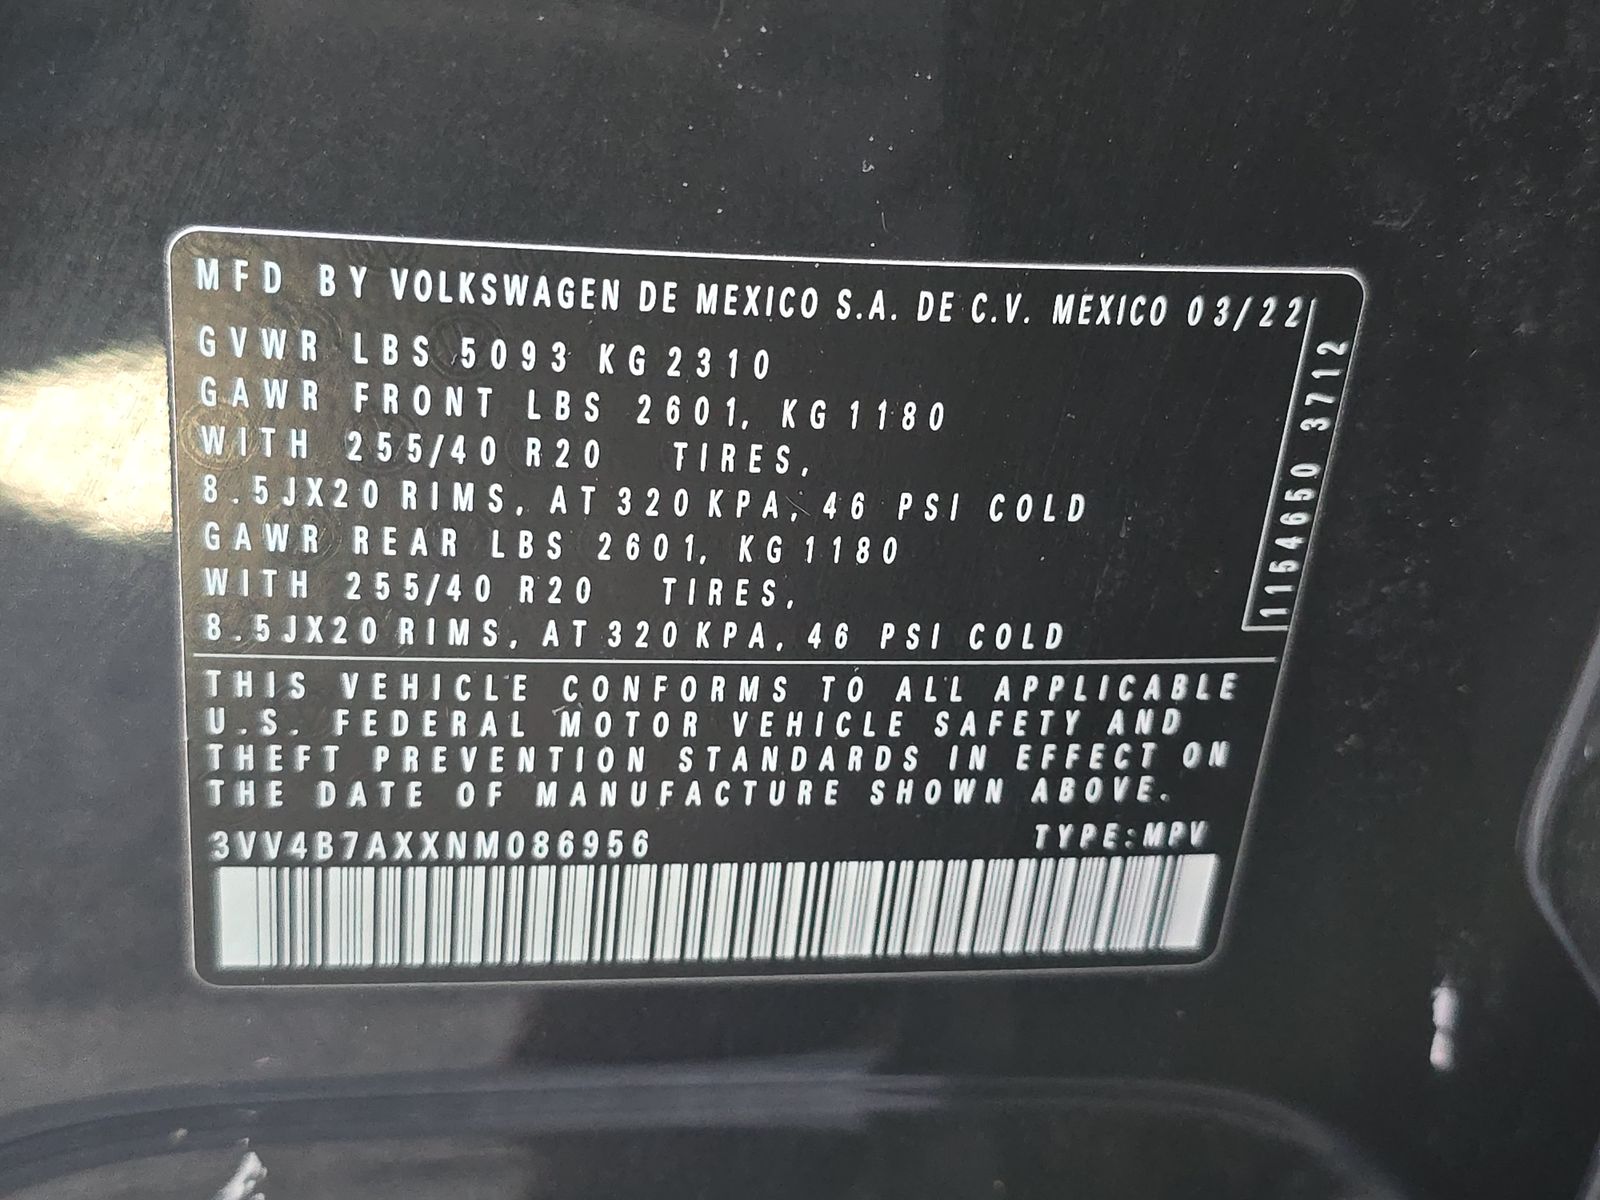 MFD BY VOLKSWAGEN DE MEXICO S.A. DE C.V. MEXICO 03/22
GVWR LBS 5093 KG 2310
GAWR FRONT LBS 2601, KG 1180
WITH 255/40 R20 TIRES,
8.5JX20 RIMS, AT 320 KPA, 46 PSI COLD
GAWR REAR LBS 2601, KG 1180
WITH 255/40 R20 TIRES,
8.5JX20 RIMS, AT 320 KPA, 46 PSI COLD
1154650 3712
THIS VEHICLE CONFORMS TO ALL APPLICABLE
U.S. FEDERAL MOTOR VEHICLE SAFETY AND
THEFT PREVENTION STANDARDS IN EFFECT ON
THE DATE OF MANUFACTURE SHOWN ABOVE.
3VV4B7AXXNM086956 TYPE:MPV